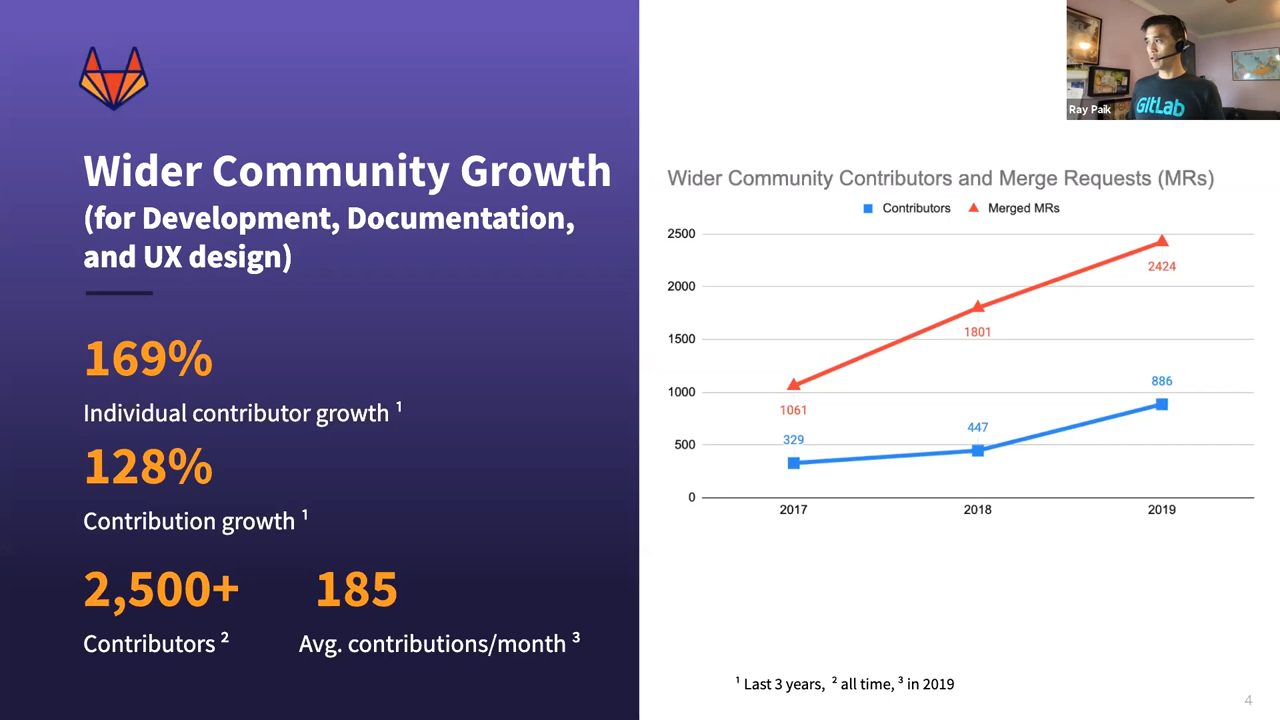 Wider Community Growth
(for Development, Documentation,
and UX design)
169%
Individual contributor growth ¹
128%
Contribution growth ¹
2,500+
Contributors ²
185
Avg. contributions/month ³
GitLab
Ray Paik
Wider Community Contributors and Merge Requests (MRs)
Contributors Merged MRs
2500
2000
1500
1000
500
0
1061
1801
2424
329
447
886
2017 2018 2019
¹ Last 3 years, ² all time, ³ in 2019
4